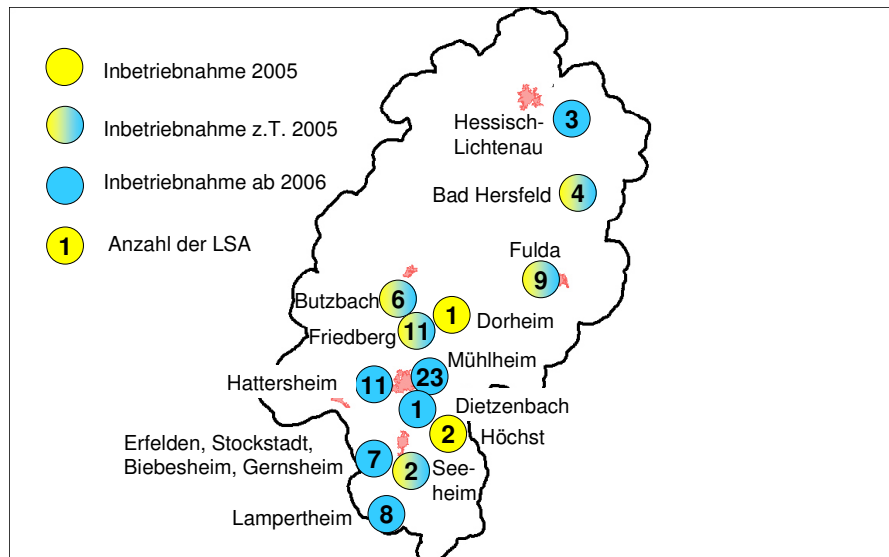 Inbetriebnahme 2005
Inbetriebnahme z.T. 2005
Inbetriebnahme ab 2006
1
Anzahl der LSA
3
Hessisch-
Lichtenau
Bad Hersfeld
4
Fulda
9
Butzbach
6
1
Dorheim
Friedberg
11
Mühlheim
Hattersheim
11
23
1
Dietzenbach
2
Höchst
Erfelden, Stockstadt,
Biebesheim, Gernsheim
7
2
See-
heim
Lampertheim
8